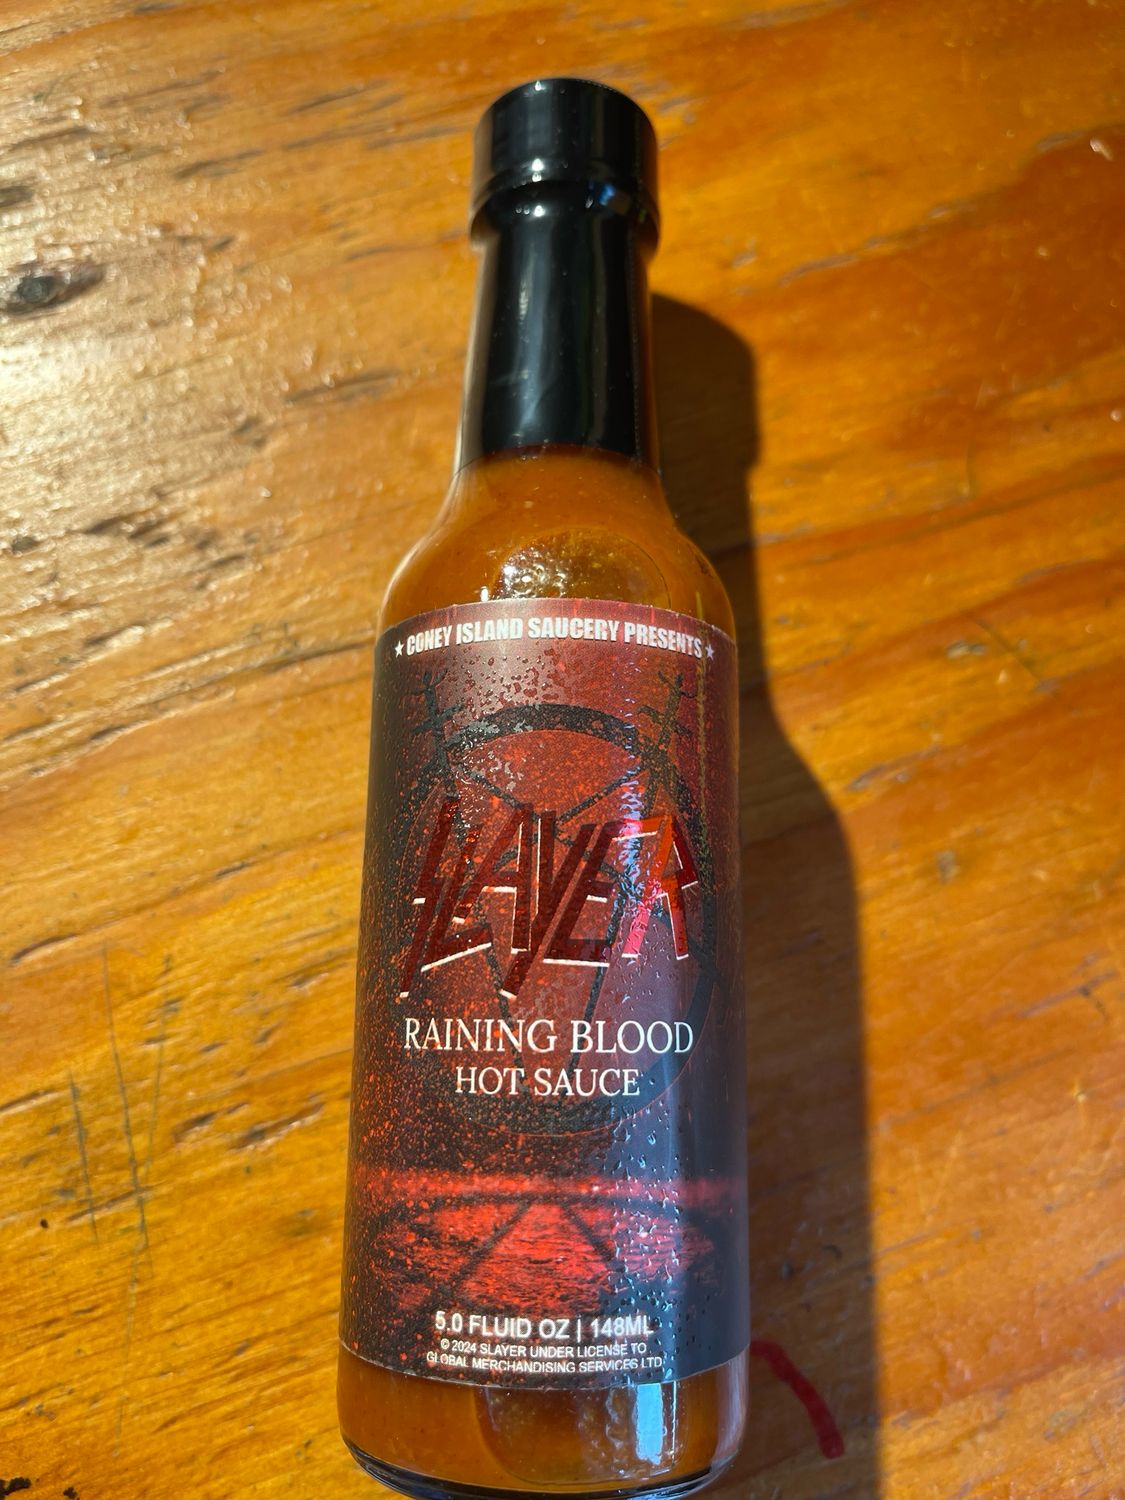 ★ CONEY ISLAND SAUCERY PRESENTS ★
SLAYER
RAINING BLOOD
HOT SAUCE
5.0 FLUID OZ | 148ML
© 2024 SLAYER UNDER LICENSE TO
GLOBAL MERCHANDISING SERVICES LTD